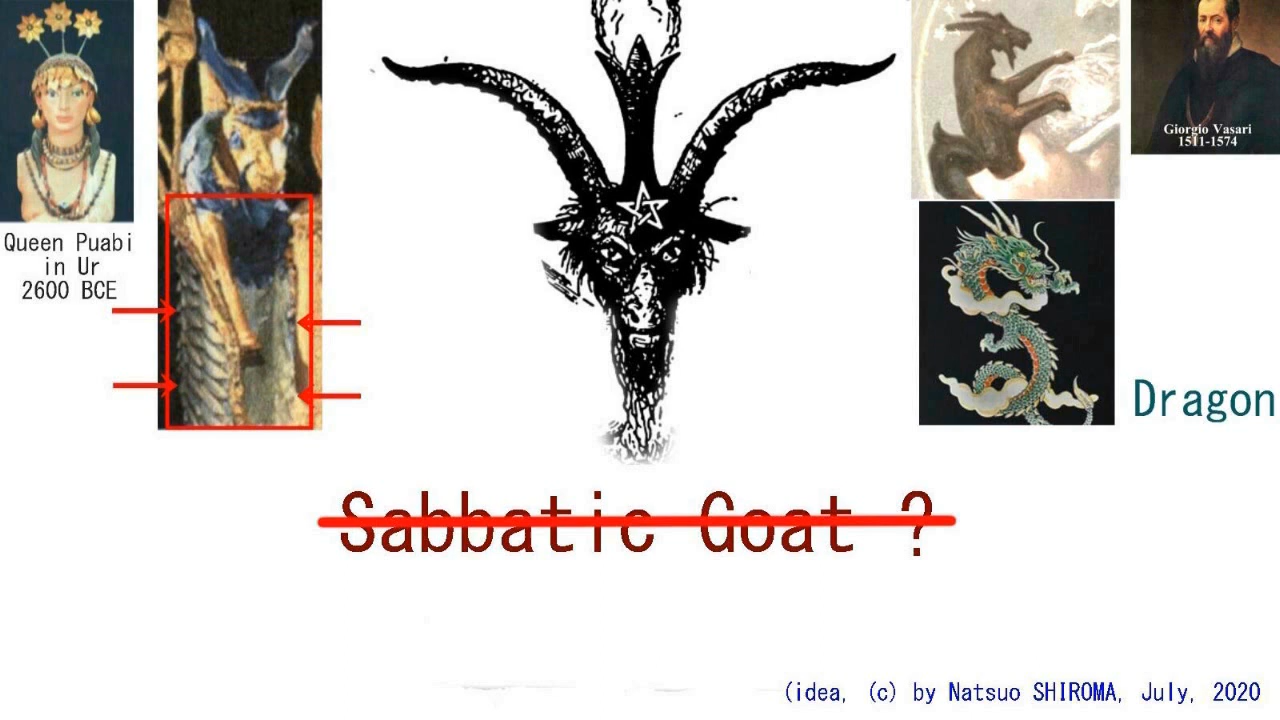 Queen Puabi
in Ur
2600 BCE
Giorgio Vasari
1511-1574
Dragon
Sabbatic Goat ?
(idea, (c) by Natsuo SHIROMA, July, 2020